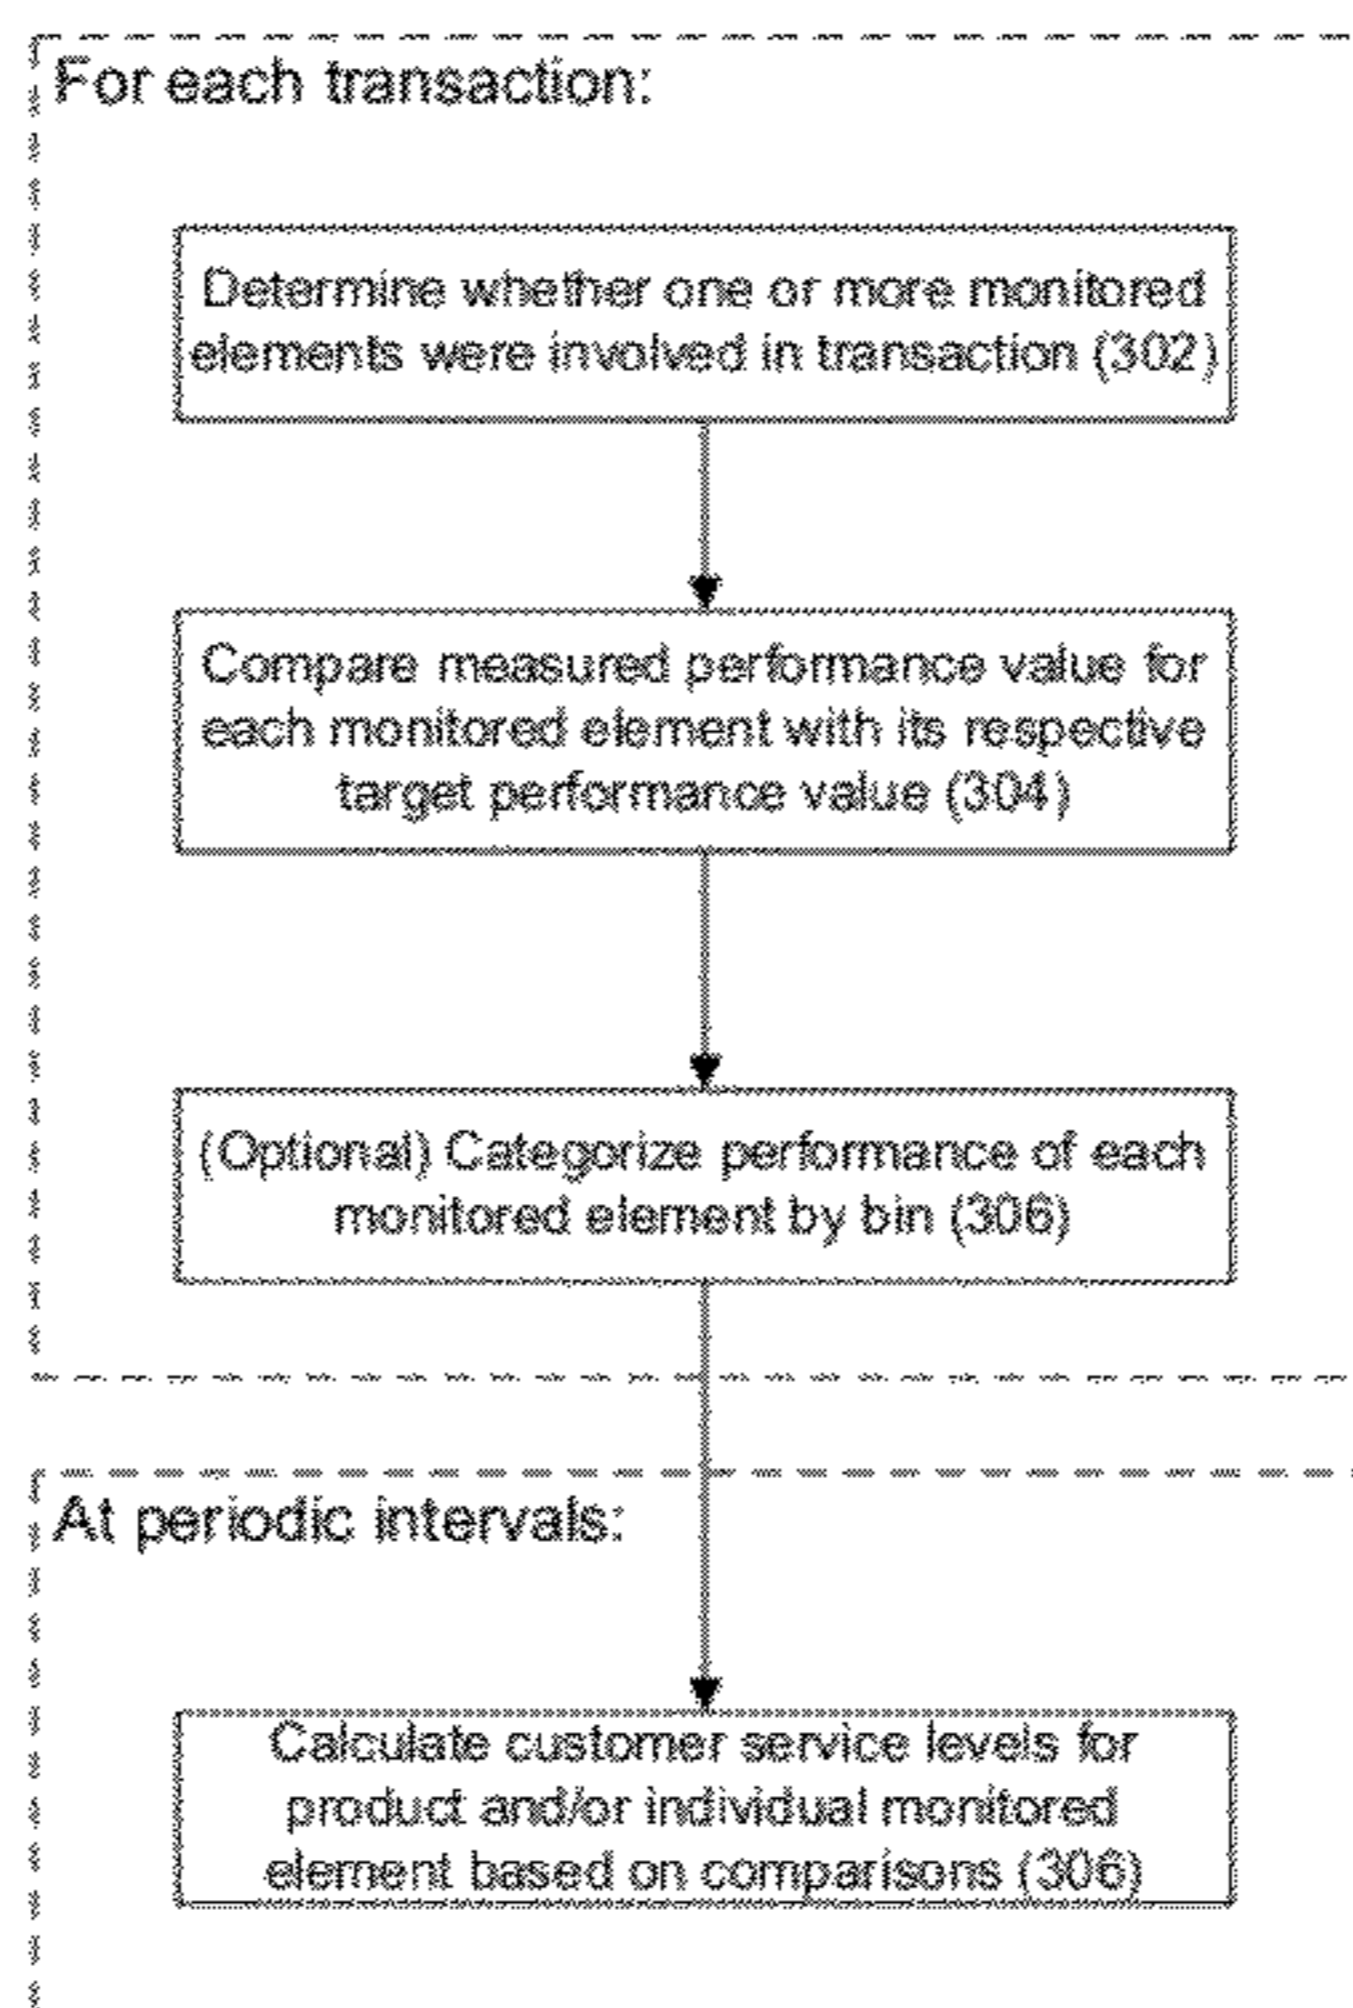 For each transaction:
Determine whether one or more monitored
elements were involved in transaction (302)
Compare measured performance value for
each monitored element with its respective
target performance value (304)
(Optional) Categorize performance of each
monitored element by bin (306)
At periodic intervals:
Calculate customer service levels for
product and/or individual monitored
element based on comparisons (306)